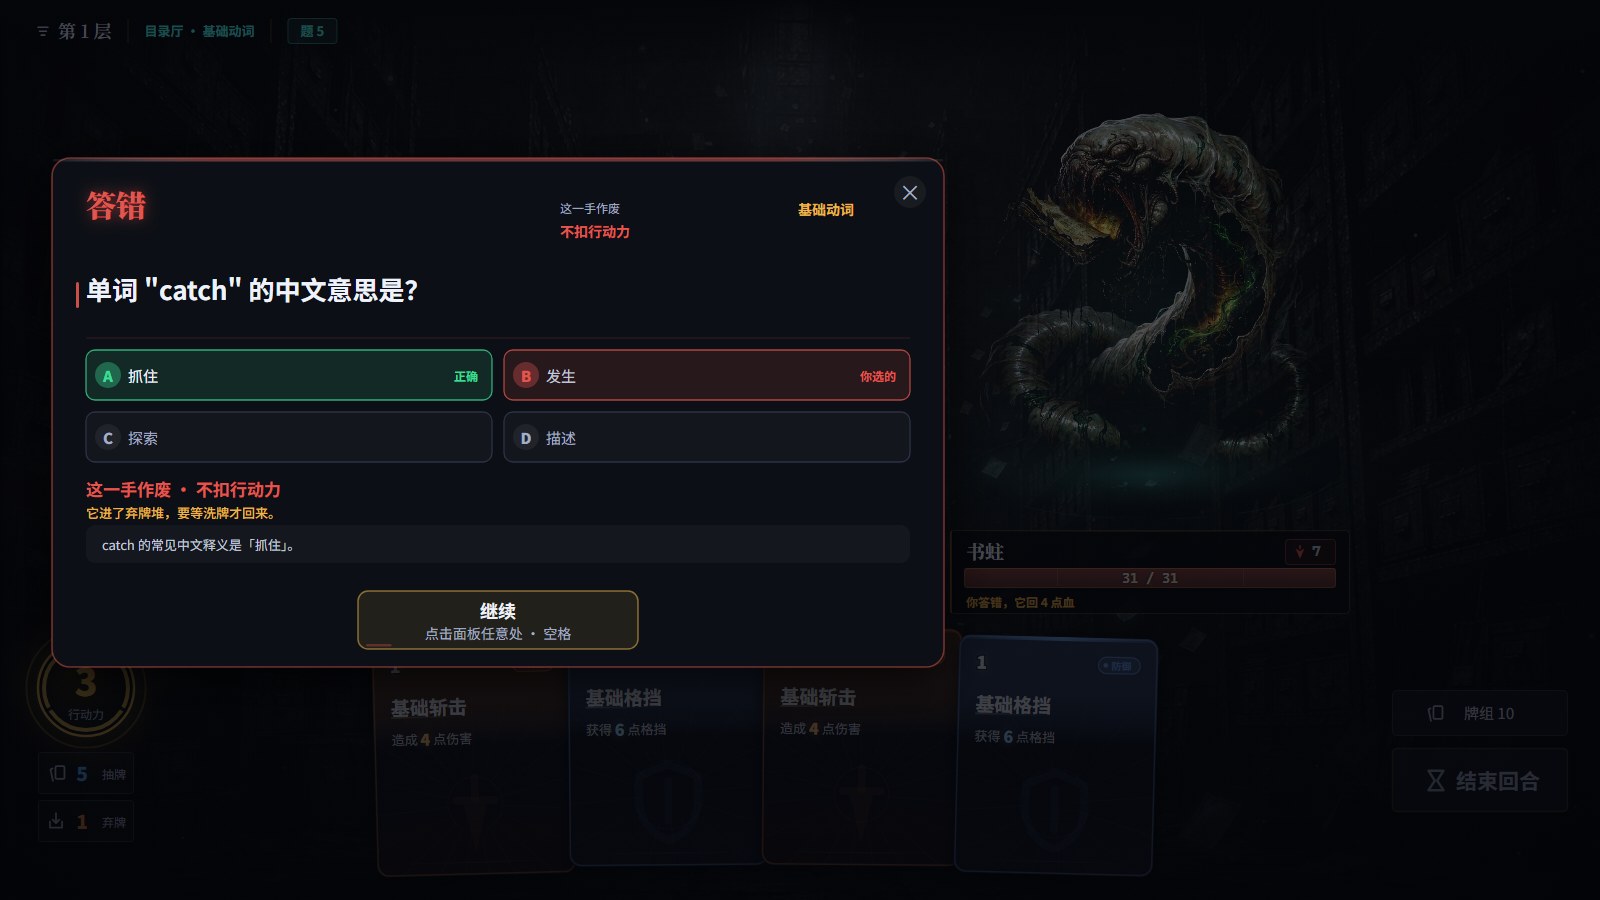 第 1 层
目录厅 · 基础动词
题 5
答错
这一手作废
不扣行动力
基础动词
单词 "catch" 的中文意思是?
A 抓住 正确
B 发生 你选的
C 探索
D 描述
这一手作废 · 不扣行动力
它进了弃牌堆，要等洗牌才回来。
catch 的常见中文释义是「抓住」。
继续
点击面板任意处 · 空格
书蛀
7
31 / 31
你答错，它回 4 点血
3
行动力
5 抽牌
1 弃牌
1
基础斩击
造成 4 点伤害
基础格挡
获得 6 点格挡
基础斩击
造成 4 点伤害
1
防御
基础格挡
获得 6 点格挡
牌组 10
结束回合